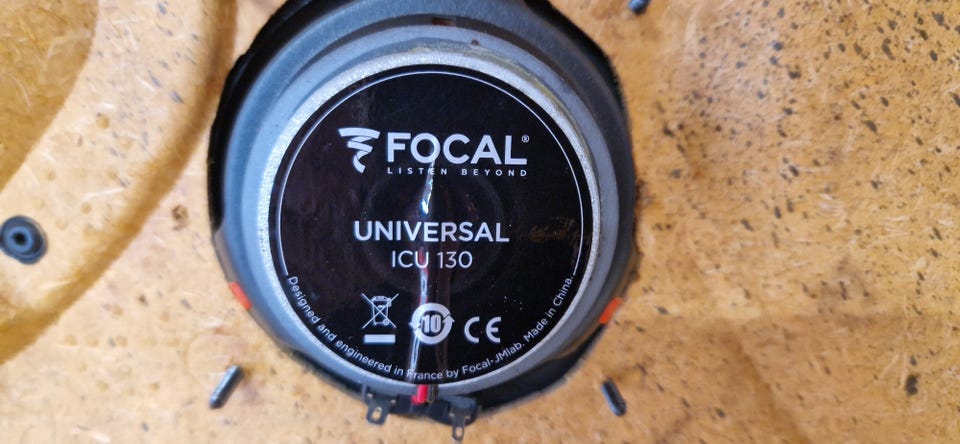 FOCAL®
LISTEN BEYOND
UNIVERSAL
ICU 130
10
CE
Designed and engineered in France by Focal-JMlab. Made in China.